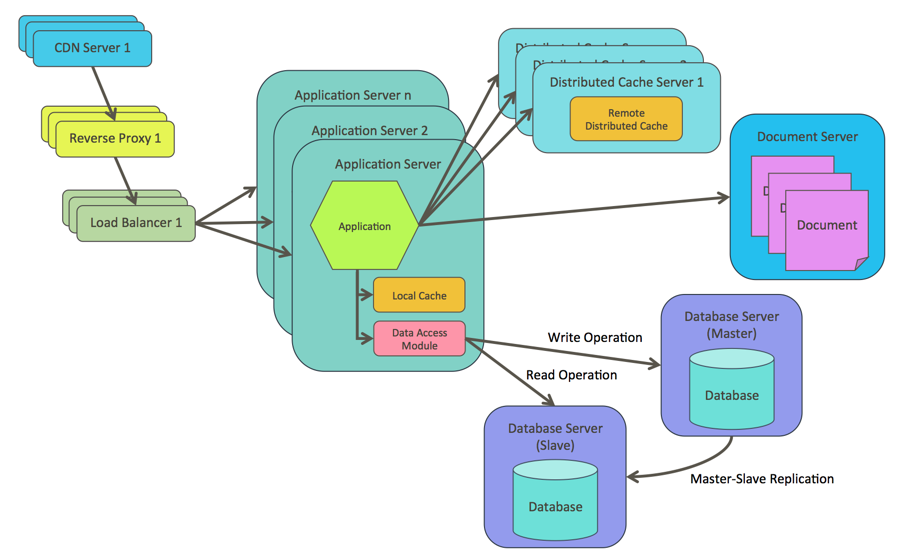 CDN Server 1
Reverse Proxy 1
Load Balancer 1
Application Server n
Application Server 2
Application Server
Application
Local Cache
Data Access
Module
Distributed Cache S
Distributed Cache Server 1
Remote
Distributed Cache
Document Server
D
D
Document
Write Operation
Read Operation
Database Server
(Master)
Database
Database Server
(Slave)
Database
Master-Slave Replication